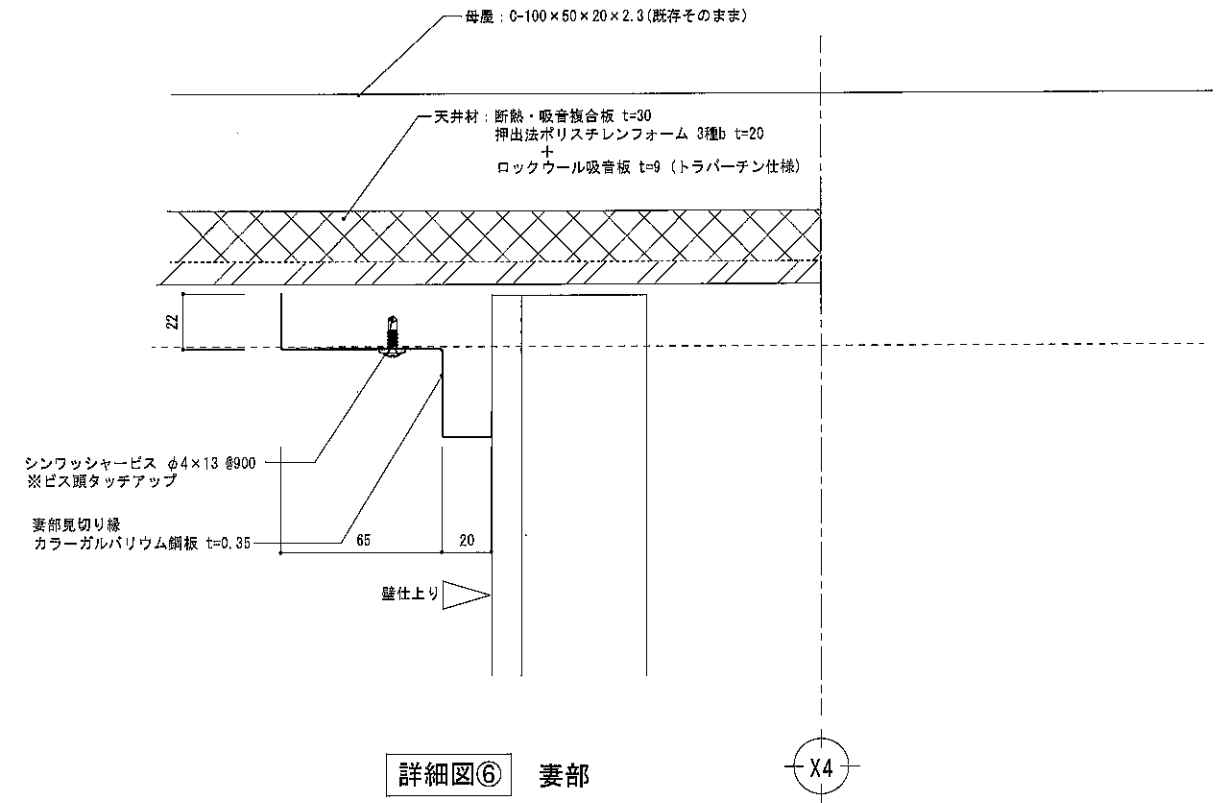 母屋：C-100×50×20×2.3(既存そのまま)
天井材：断熱・吸音複合板 t=30
押出法ポリスチレンフォーム 3種b t=20
+
ロックウール吸音板 t=9 (トラバーチン仕様)
22
シンワッシャービス φ4×13 @900
※ビス頭タッチアップ
妻部見切り縁
カラーガルバリウム鋼板 t=0.35
65
20
壁仕上り
詳細図⑥ 妻部
X4